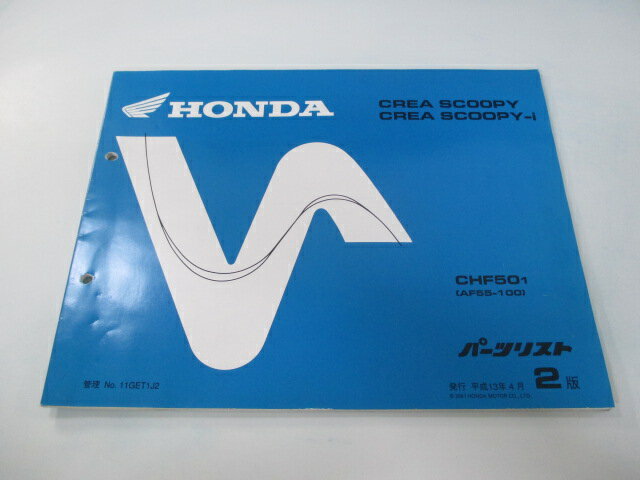 HONDA
CREA SCOOPY
CREA SCOOPY-i
CHF501
(AF55-100)
パーツリスト
管理 No. 11GET1J2
発行 平成13年 4月 2版
© 2001 HONDA MOTOR CO., LTD.